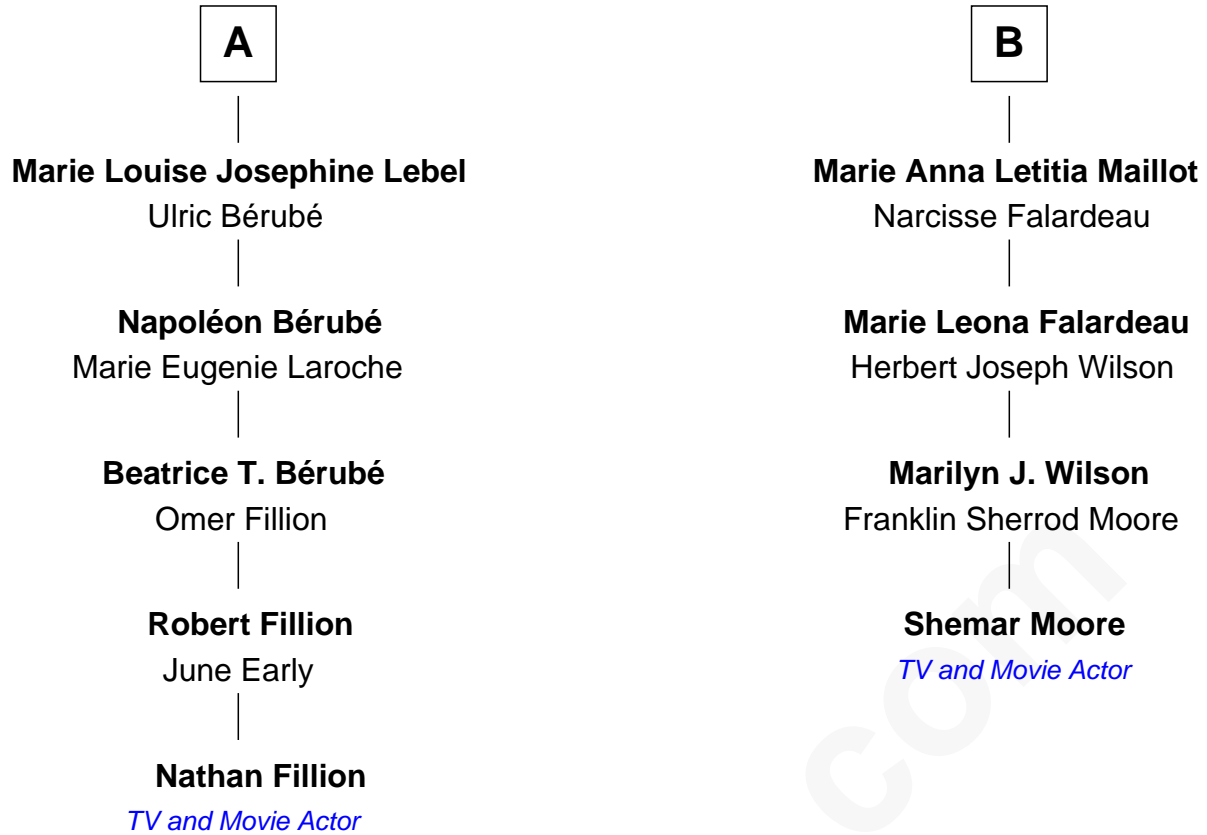 A
Marie Louise Josephine Lebel
Ulric Bérubé
Napoléon Bérubé
Marie Eugenie Laroche
Beatrice T. Bérubé
Omer Fillion
Robert Fillion
June Early
Nathan Fillion
TV and Movie Actor
B
Marie Anna Letitia Maillot
Narcisse Falardeau
Marie Leona Falardeau
Herbert Joseph Wilson
Marilyn J. Wilson
Franklin Sherrod Moore
Shemar Moore
TV and Movie Actor
com